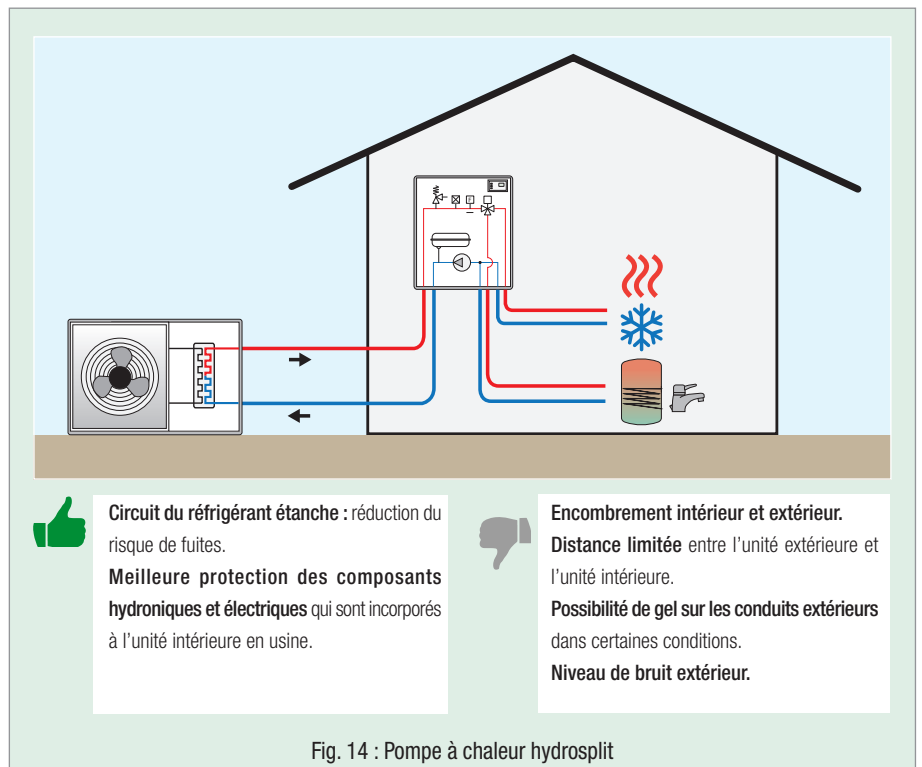 Circuit du réfrigérant étanche : réduction du
risque de fuites.
Meilleure protection des composants
hydroniques et électriques qui sont incorporés
à l'unité intérieure en usine.
Encombrement intérieur et extérieur.
Distance limitée entre l'unité extérieure et
l'unité intérieure.
Possibilité de gel sur les conduits extérieurs
dans certaines conditions.
Niveau de bruit extérieur.
Fig. 14 : Pompe à chaleur hydrosplit